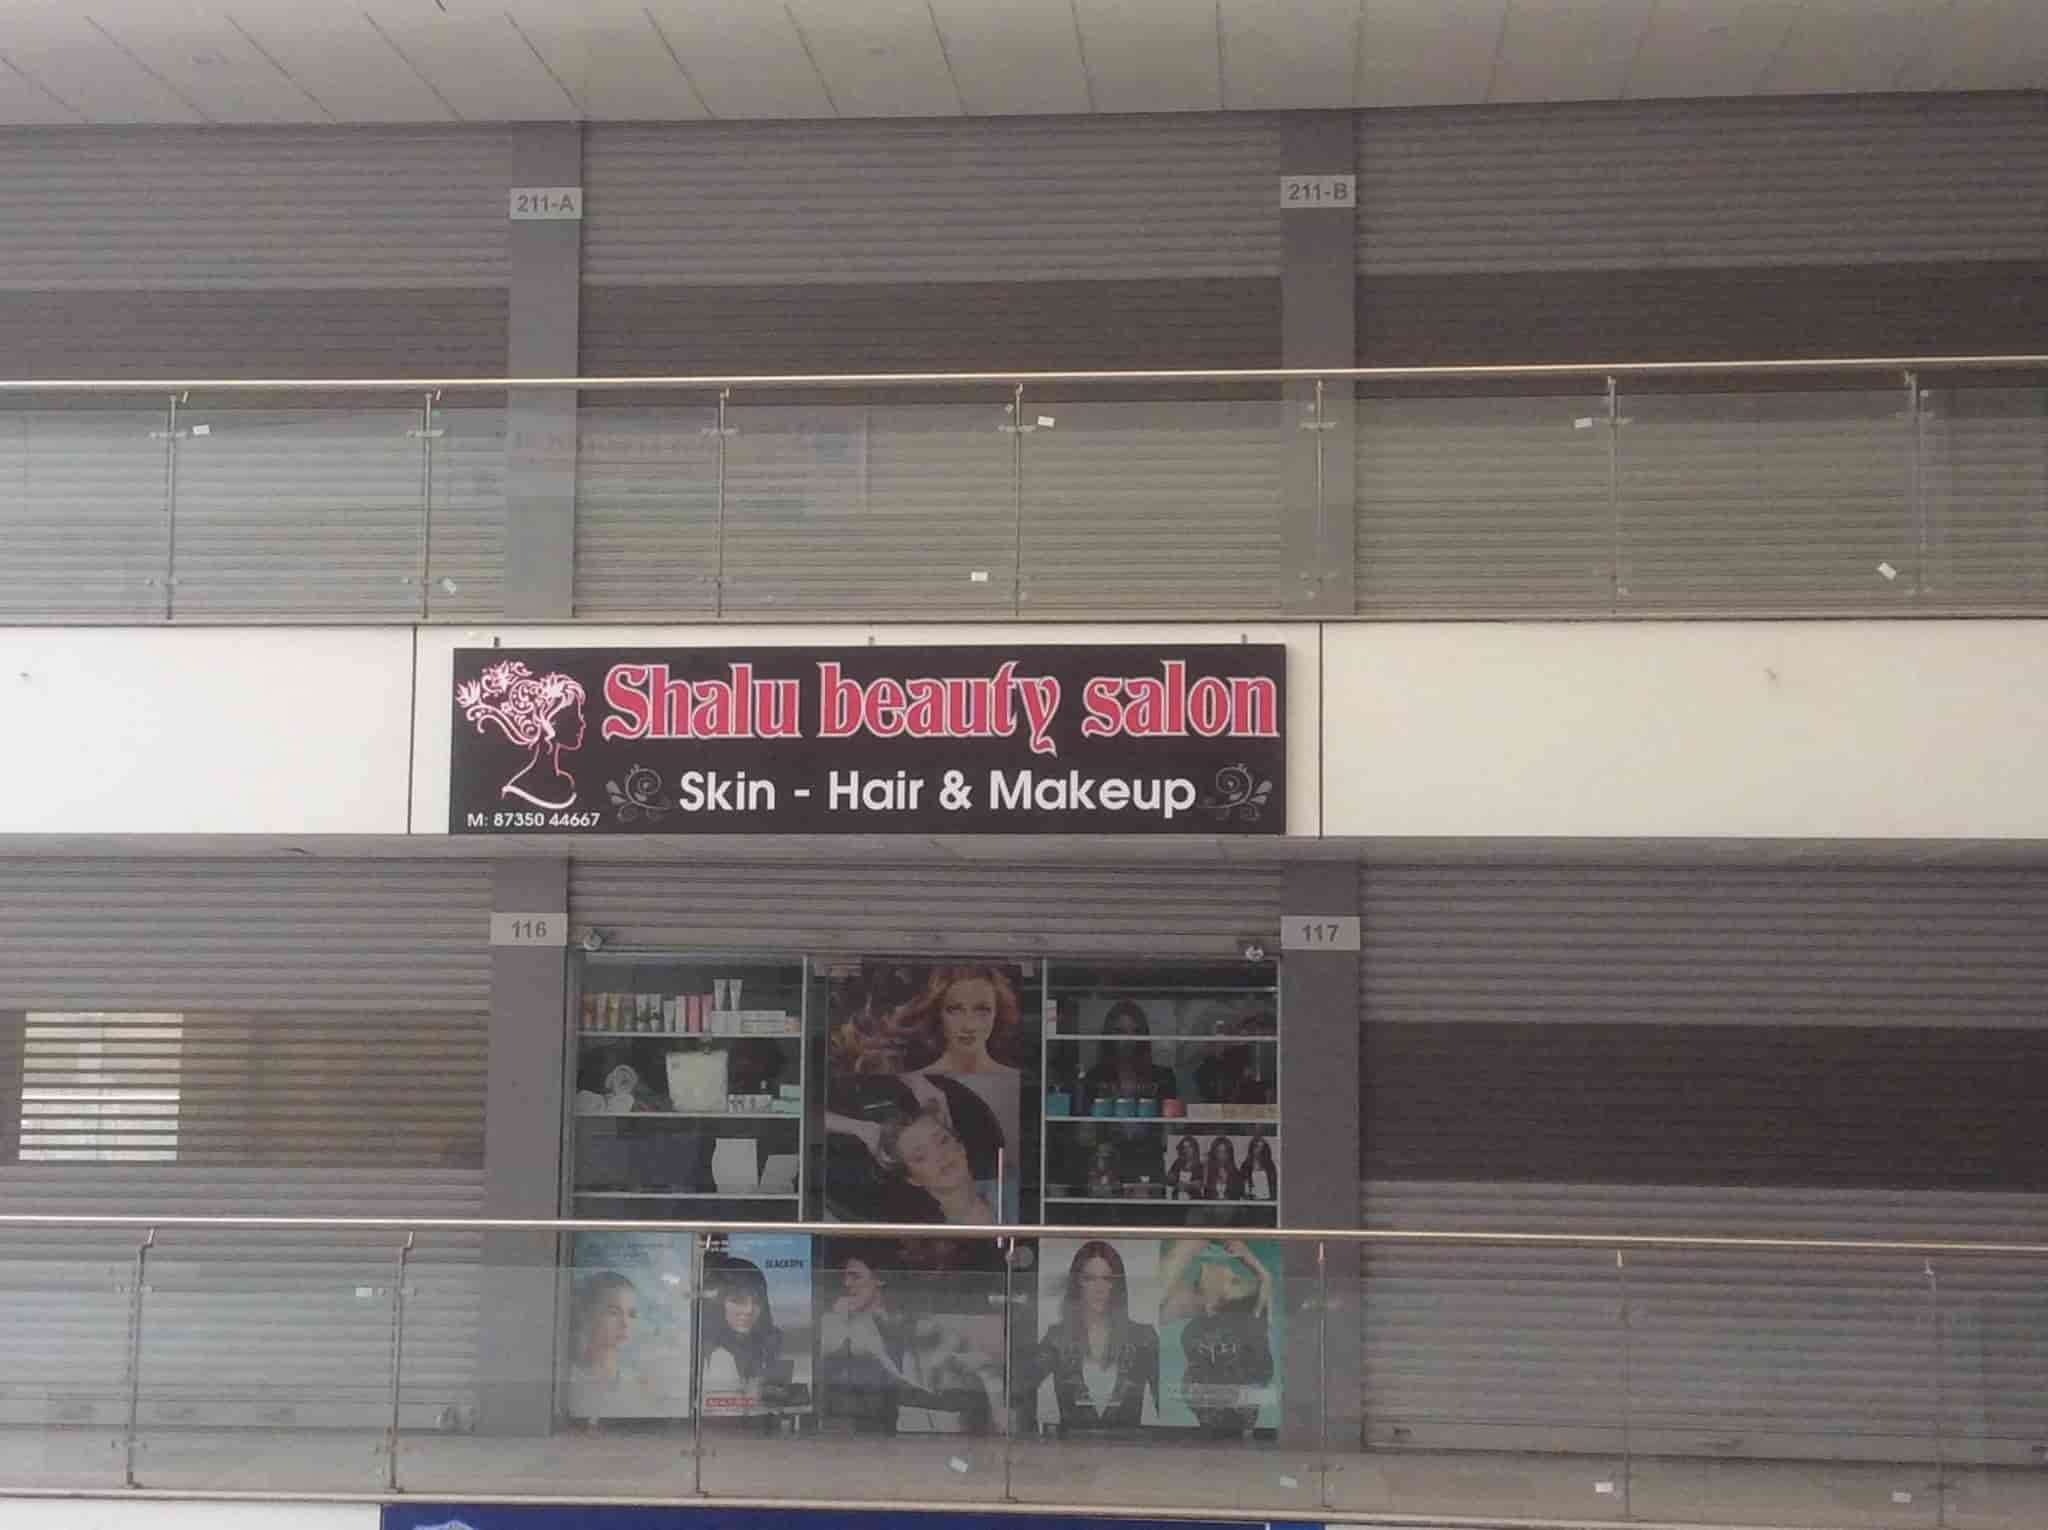 211-A
211-B
Shalu beauty salon
Skin - Hair & Makeup
M: 87350 44667
116
117